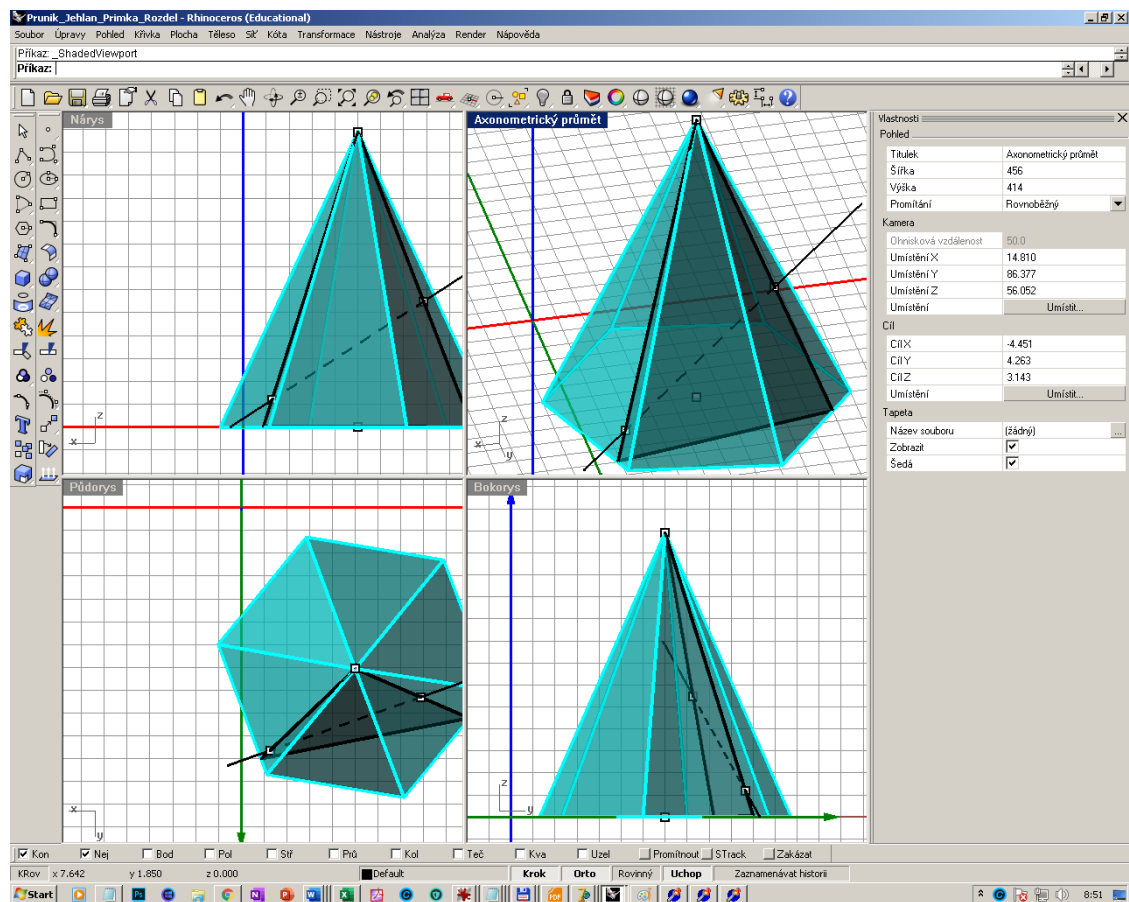 Prunik_Jehlan_Primka_Rozdel - Rhinoceros (Educational)
Soubor Úpravy Pohled Křivka Plocha Těleso Síť Kóta Transformace Nástroje Analýza Render Nápověda
Příkaz: _ShadedViewport
Příkaz:
Nárys
Axonometrický průmět
z
x
z
x
y
Půdorys
Bokorys
x
y
z
y
Vlastnosti
Pohled
Titulek Axonometrický průmět
Šířka 456
Výška 414
Promítání Rovnoběžný
Kamera
Ohnisková vzdálenost 50.0
Umístění X 14.810
Umístění Y 86.377
Umístění Z 56.052
Umístění Umístit...
Cíl
Cíl X -4.451
Cíl Y 4.263
Cíl Z 3.143
Umístění Umístit...
Tapeta
Název souboru (žádný) ...
Zobrazit
Šedá
Kon Nej Bod Pol Stř Prů Kol Teč Kva Uzel Promítnout STrack Zakázat
KRov x 7.642 y 1.850 z 0.000 Default Krok Orto Rovinný Uchop Zaznamenávat historii
Start 8:51